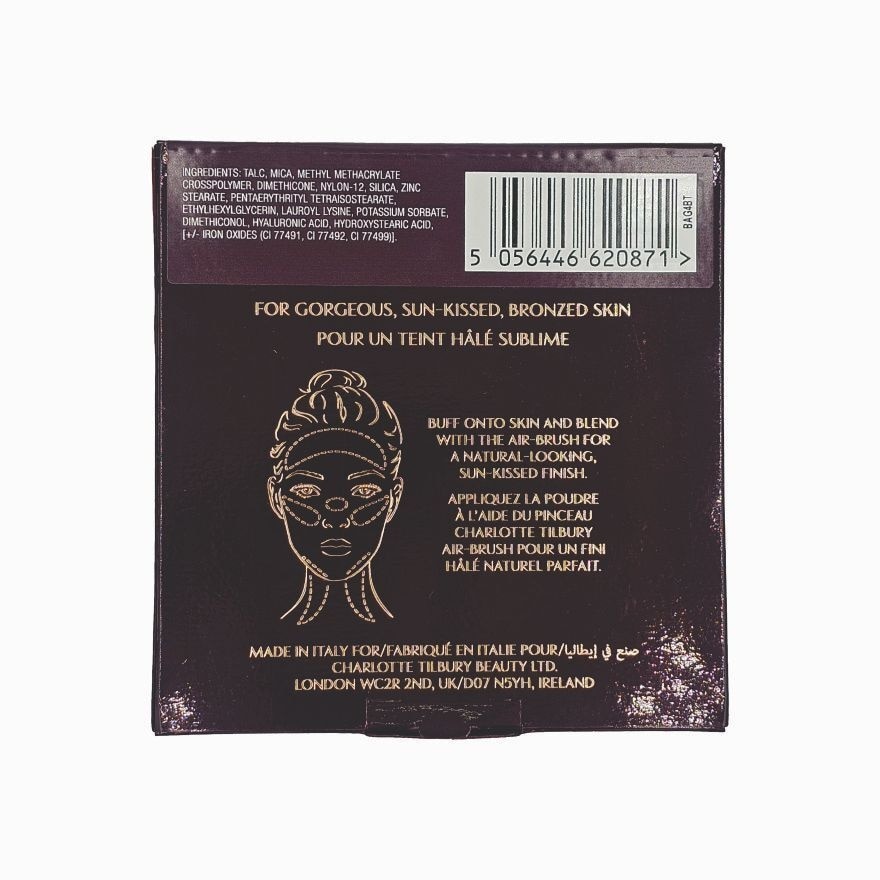 INGREDIENTS: TALC, MICA, METHYL METHACRYLATE
CROSSPOLYMER, DIMETHICONE, NYLON-12, SILICA, ZINC
STEARATE, PENTAERYTHRITYL TETRAISOSTEARATE,
ETHYLHEXYLGLYCERIN, LAUROYL LYSINE, POTASSIUM SORBATE,
DIMETHICONOL, HYALURONIC ACID, HYDROXYSTEARIC ACID,
[+/- IRON OXIDES (CI 77491, CI 77492, CI 77499)].
5 056446 620871 >
BAG4BT
FOR GORGEOUS, SUN-KISSED, BRONZED SKIN
POUR UN TEINT HÂLÉ SUBLIME
BUFF ONTO SKIN AND BLEND
WITH THE AIR-BRUSH FOR
A NATURAL-LOOKING,
SUN-KISSED FINISH.
APPLIQUEZ LA POUDRE
À L'AIDE DU PINCEAU
CHARLOTTE TILBURY
AIR-BRUSH POUR UN FINI
HÂLÉ NATUREL PARFAIT.
MADE IN ITALY FOR/FABRIQUÉ EN ITALIE POUR/صنع في إيطاليا
CHARLOTTE TILBURY BEAUTY LTD.
LONDON WC2R 2ND, UK/D07 N5YH, IRELAND